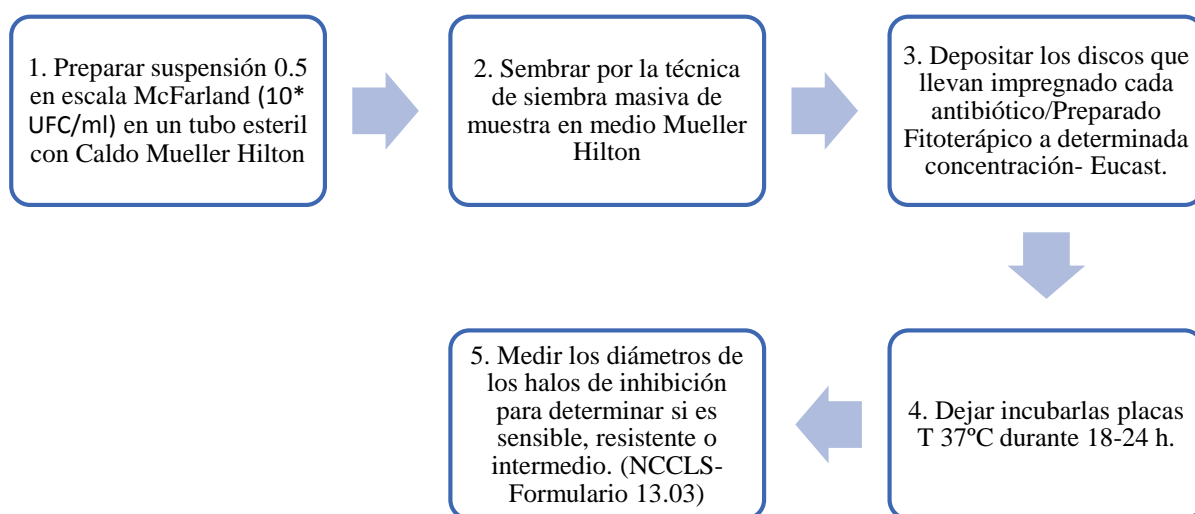 1. Preparar suspensión 0.5
en escala McFarland (10*
UFC/ml) en un tubo esteril
con Caldo Mueller Hilton
2. Sembrar por la técnica
de siembra masiva de
muestra en medio Mueller
Hilton
3. Depositar los discos que
llevan impregnado cada
antibiótico/Preparado
Fitoterápico a determinada
concentración- Eucast.
4. Dejar incubarlas placas
T 37ºC durante 18-24 h.
5. Medir los diámetros de
los halos de inhibición
para determinar si es
sensible, resistente o
intermedio. (NCCLS-
Formulario 13.03)